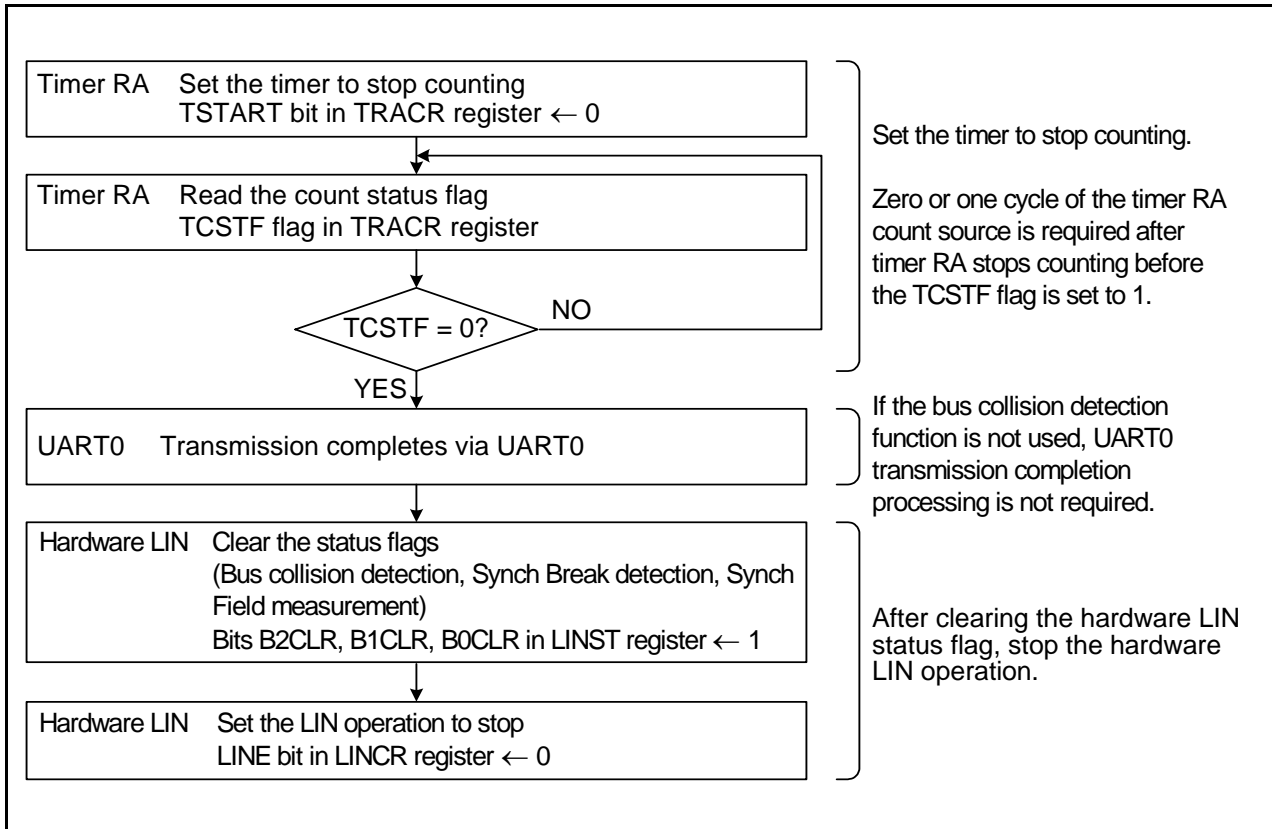 Timer RA Set the timer to stop counting
TSTART bit in TRACR register ← 0
Timer RA Read the count status flag
TCSTF flag in TRACR register
TCSTF = 0?
NO
YES
UART0 Transmission completes via UART0
Hardware LIN Clear the status flags
(Bus collision detection, Synch Break detection, Synch
Field measurement)
Bits B2CLR, B1CLR, B0CLR in LINST register ← 1
Hardware LIN Set the LIN operation to stop
LINE bit in LINCR register ← 0
Set the timer to stop counting.
Zero or one cycle of the timer RA
count source is required after
timer RA stops counting before
the TCSTF flag is set to 1.
If the bus collision detection
function is not used, UART0
transmission completion
processing is not required.
After clearing the hardware LIN
status flag, stop the hardware
LIN operation.